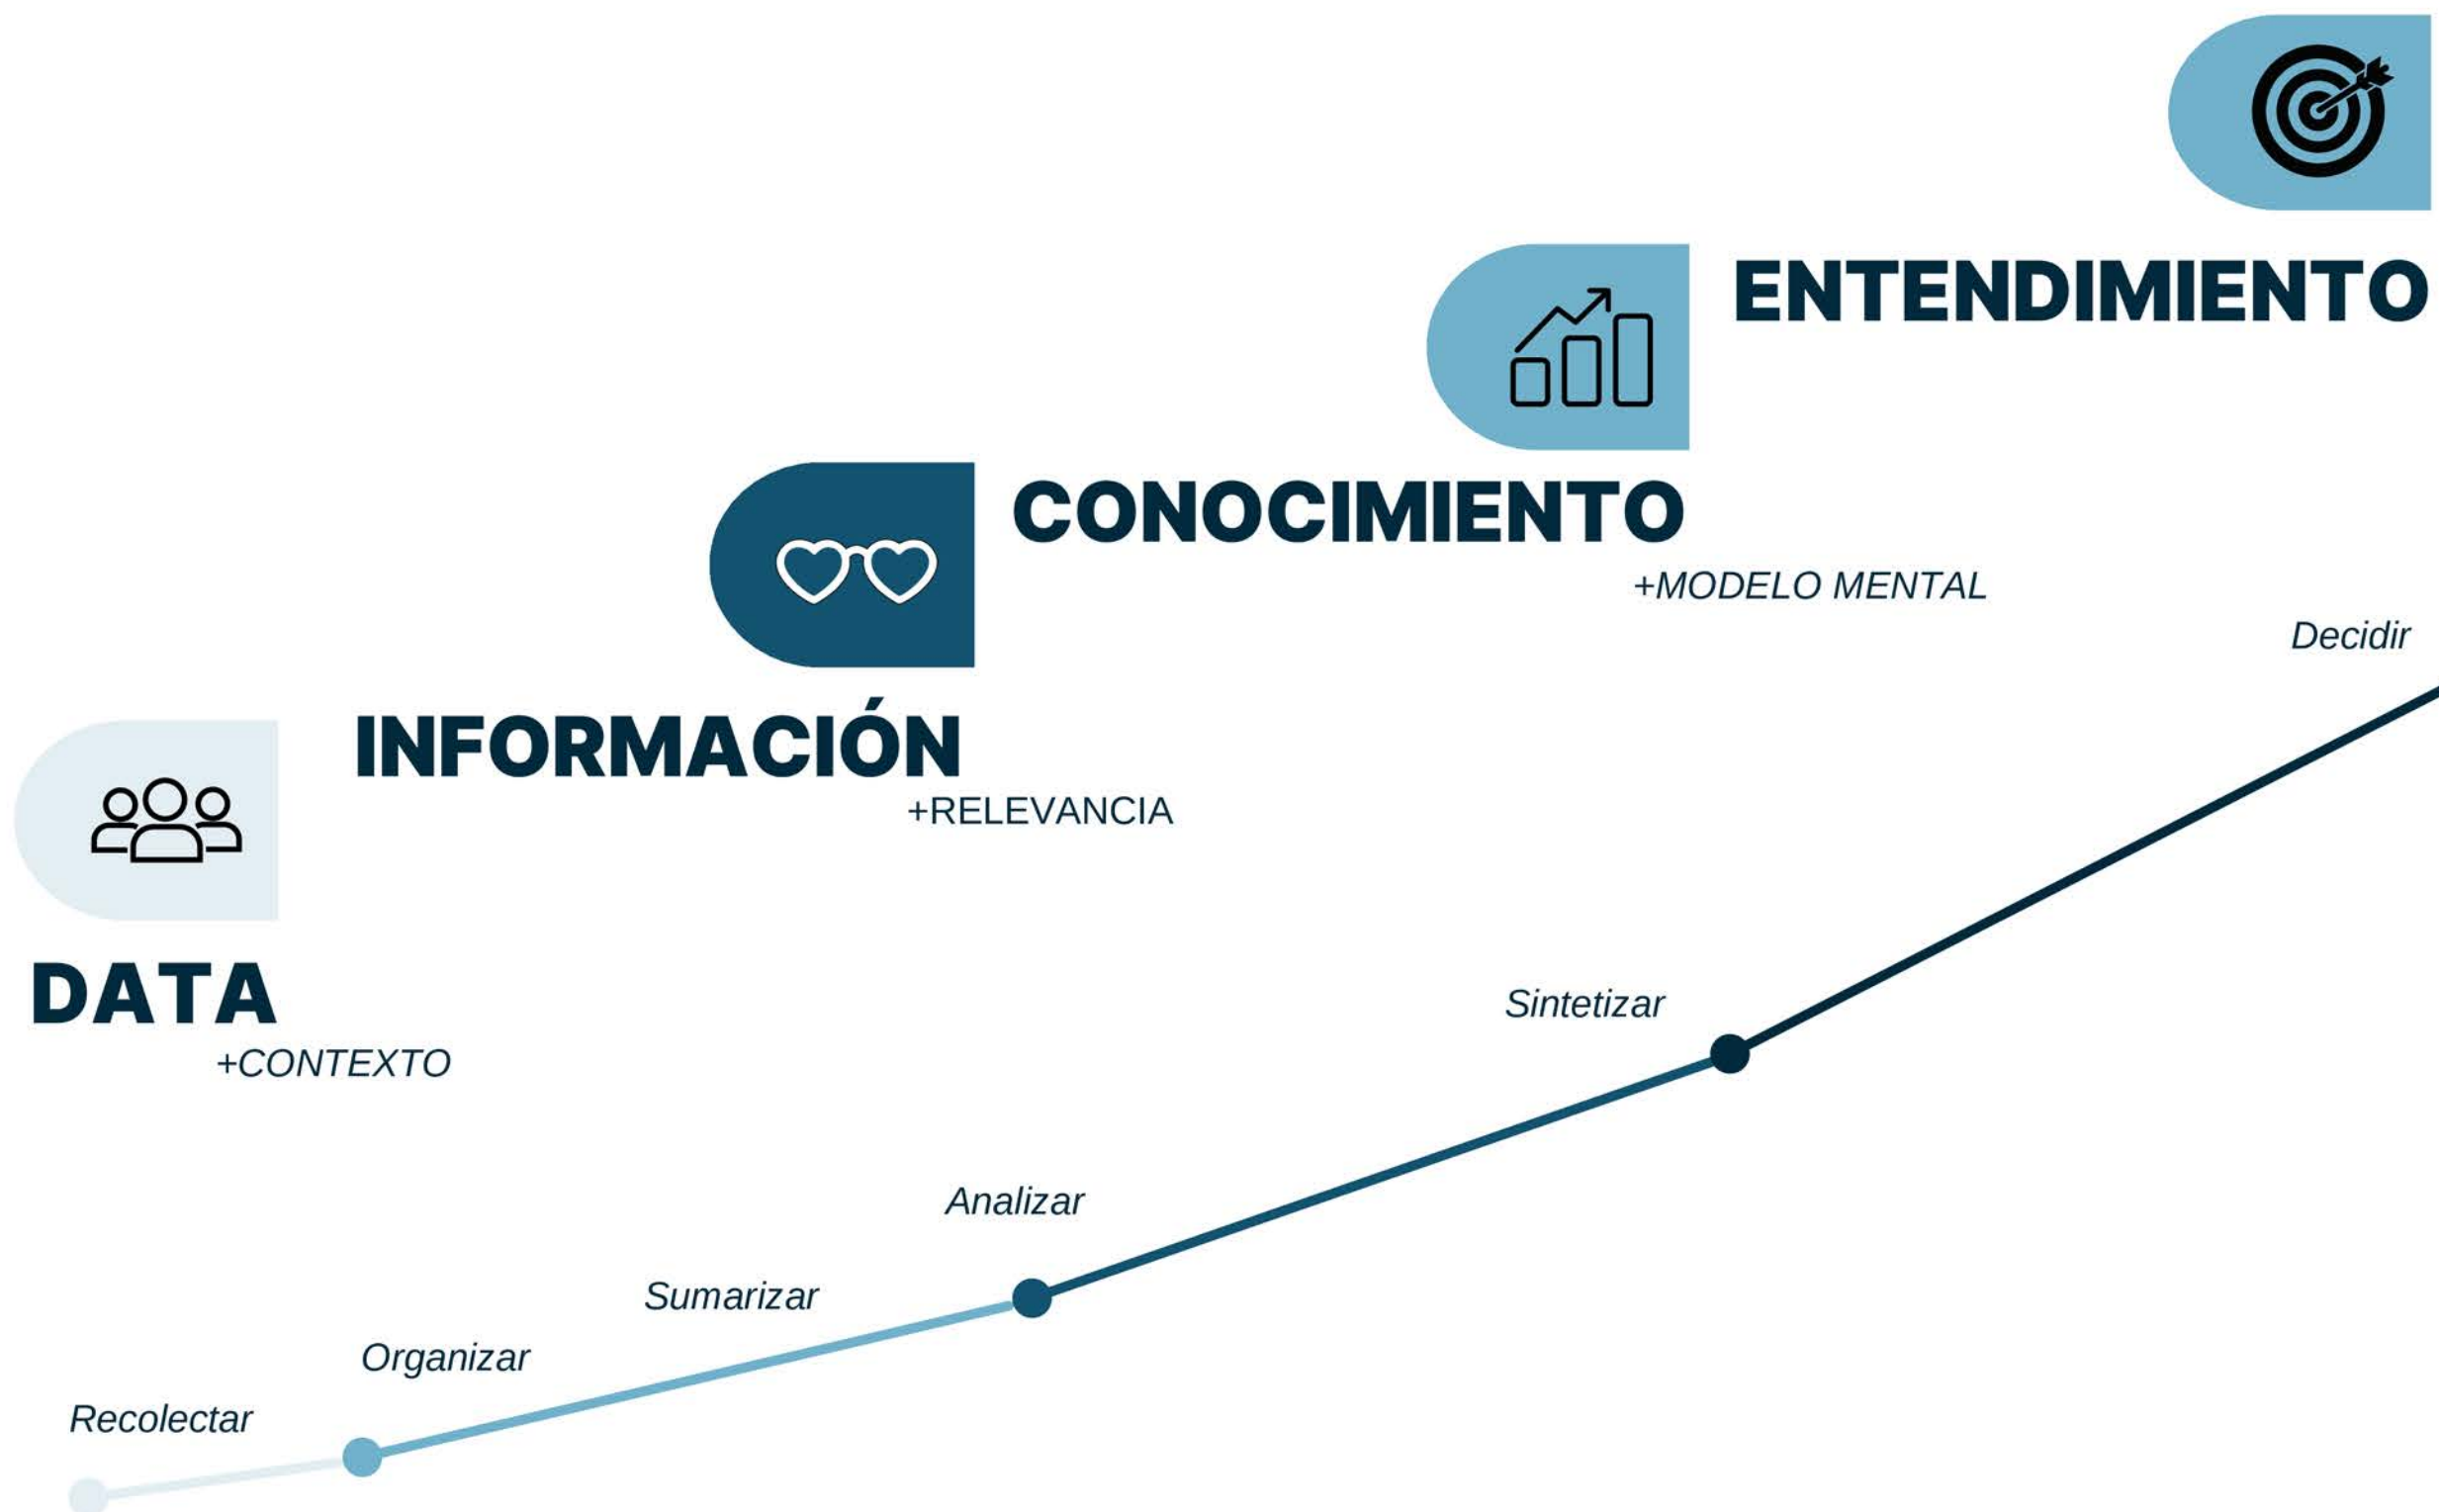 ENTENDIMIENTO
CONOCIMIENTO
+MODELO MENTAL
Decidir
INFORMACIÓN
+RELEVANCIA
DATA
+CONTEXTO
Sintetizar
Analizar
Sumarizar
Organizar
Recolectar